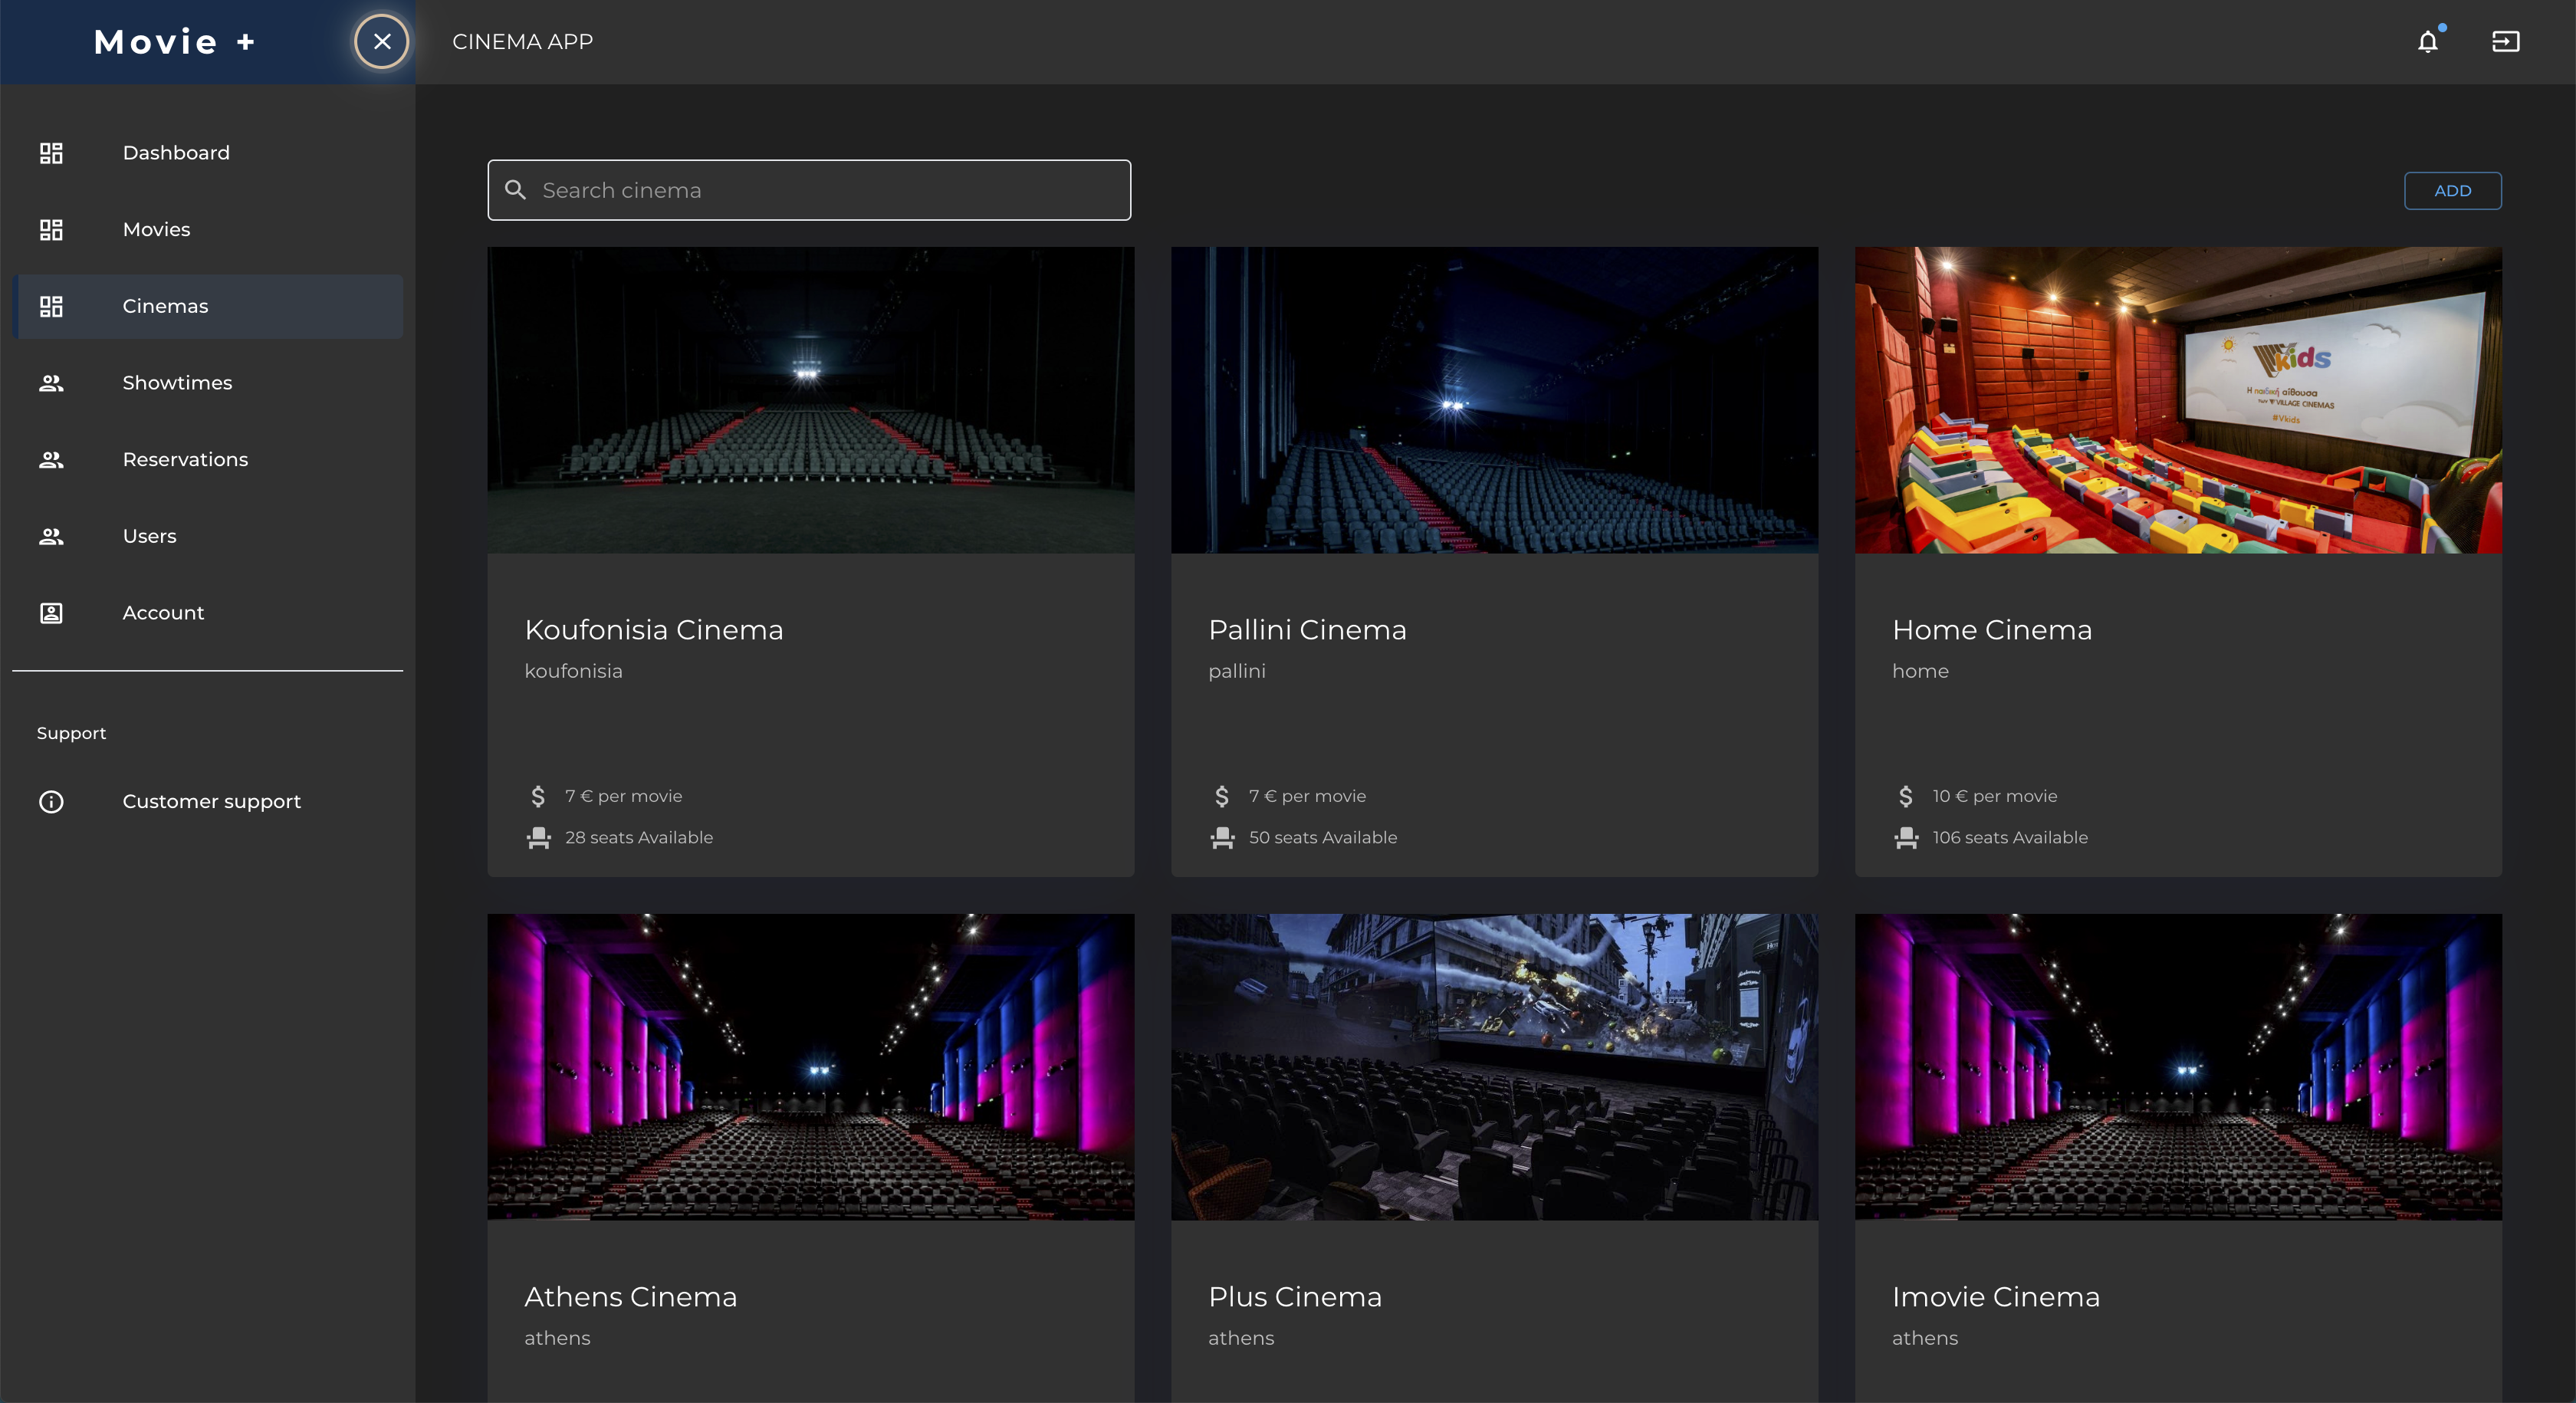 Movie +
CINEMA APP
Dashboard
Movies
Cinemas
Showtimes
Reservations
Users
Account
Support
Customer support
Search cinema
ADD
Vkids
Η παιδική αίθουσα
των VILLAGE CINEMAS
#Vkids
Koufonisia Cinema
koufonisia
7 € per movie
28 seats Available
Pallini Cinema
pallini
7 € per movie
50 seats Available
Home Cinema
home
10 € per movie
106 seats Available
Athens Cinema
athens
Plus Cinema
athens
Imovie Cinema
athens